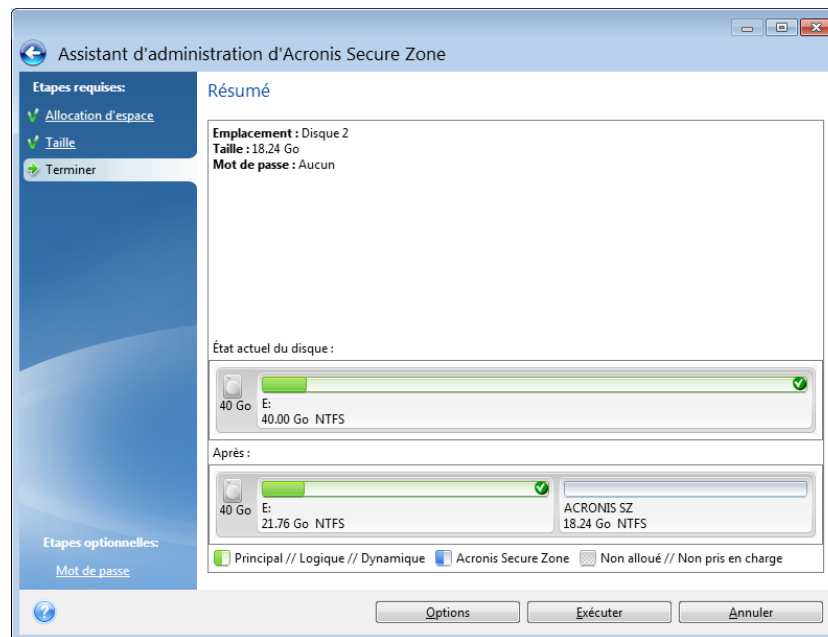 Assistant d'administration d'Acronis Secure Zone
Etapes requises:
Allocation d'espace
Taille
Terminer
Résumé
Emplacement : Disque 2
Taille : 18.24 Go
Mot de passe : Aucun
État actuel du disque :
40 Go
E:
40.00 Go NTFS
Après :
40 Go
E:
21.76 Go NTFS
ACRONIS SZ
18.24 Go NTFS
Principal // Logique // Dynamique
Acronis Secure Zone
Non alloué // Non pris en charge
Etapes optionnelles:
Mot de passe
?
Options
Exécuter
Annuler